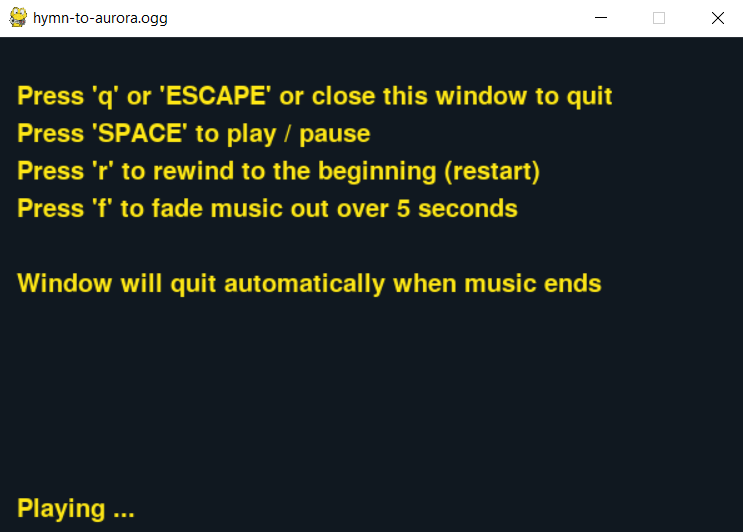 hymn-to-aurora.ogg
Press 'q' or 'ESCAPE' or close this window to quit
Press 'SPACE' to play / pause
Press 'r' to rewind to the beginning (restart)
Press 'f' to fade music out over 5 seconds
Window will quit automatically when music ends
Playing ...